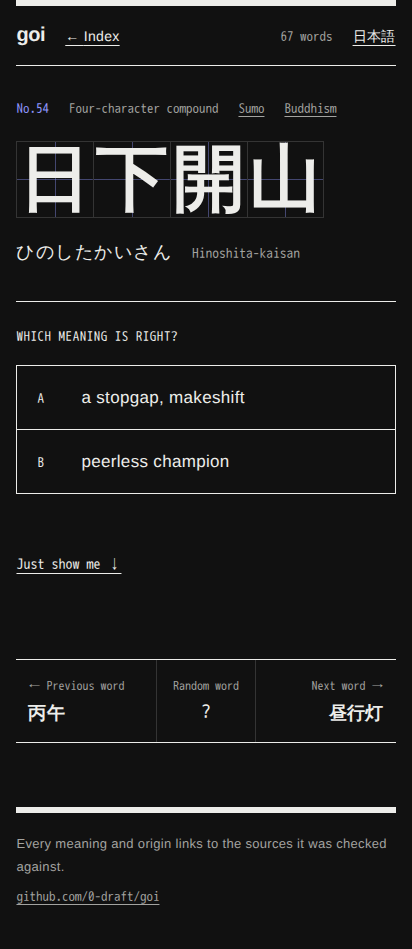 goi ← Index 67 words 日本語
No.54 Four-character compound Sumo Buddhism
日下開山
ひのしたかいさん Hinoshita-kaisan
WHICH MEANING IS RIGHT?
A a stopgap, makeshift
B peerless champion
Just show me ↓
← Previous word Random word Next word →
丙午 ? 昼行灯
Every meaning and origin links to the sources it was checked
against.
github.com/0-draft/goi